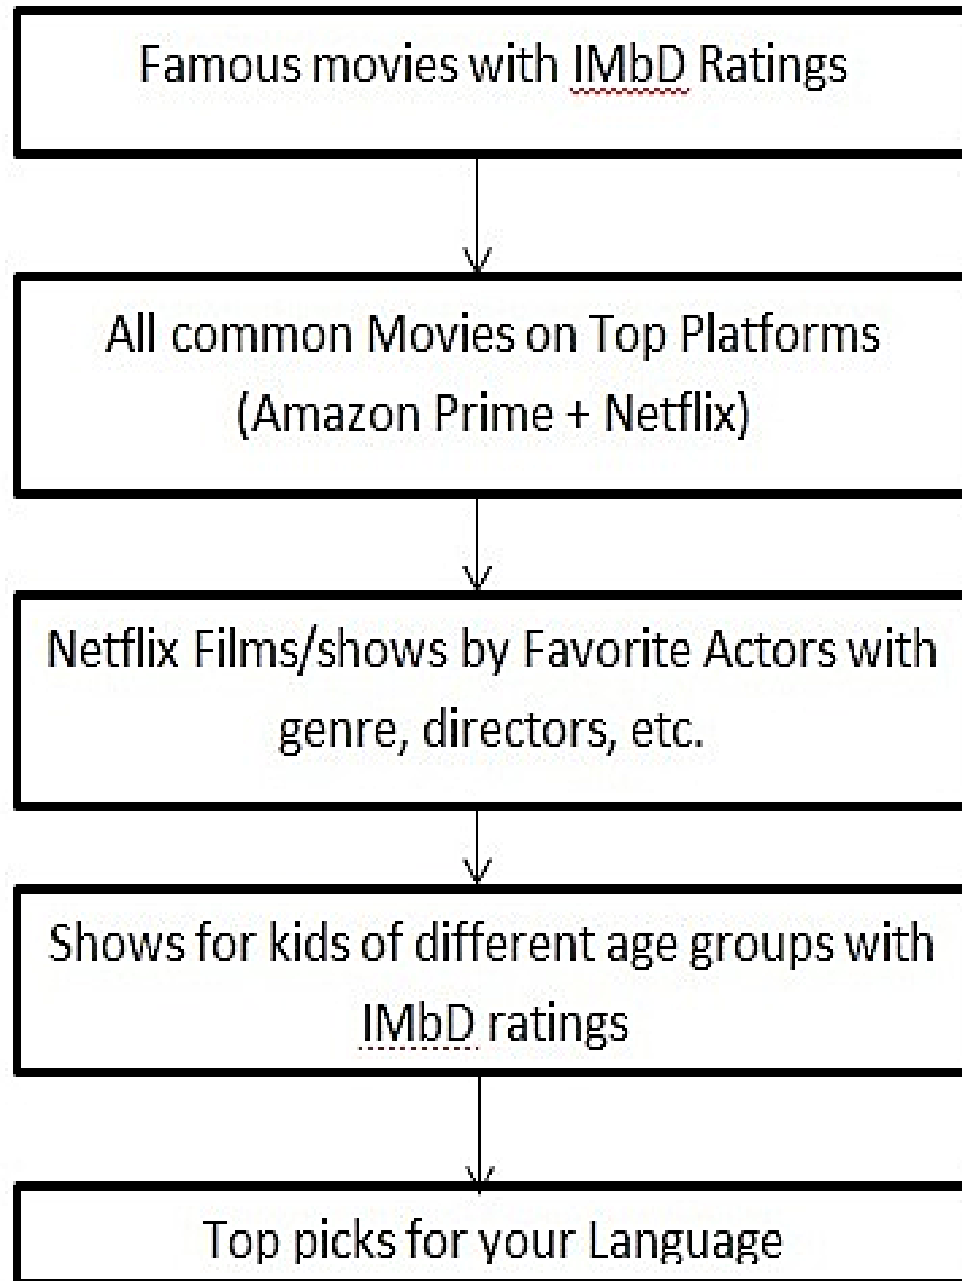 Famous movies with IMbD Ratings
All common Movies on Top Platforms
(Amazon Prime + Netflix)
Netflix Films/shows by Favorite Actors with
genre, directors, etc.
Shows for kids of different age groups with
IMbD ratings
Top picks for your Language